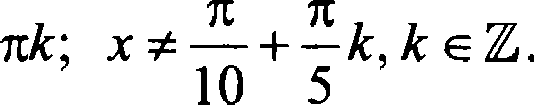 πk; x ≠ π/10 + π/5 k, k ∈ ℤ.